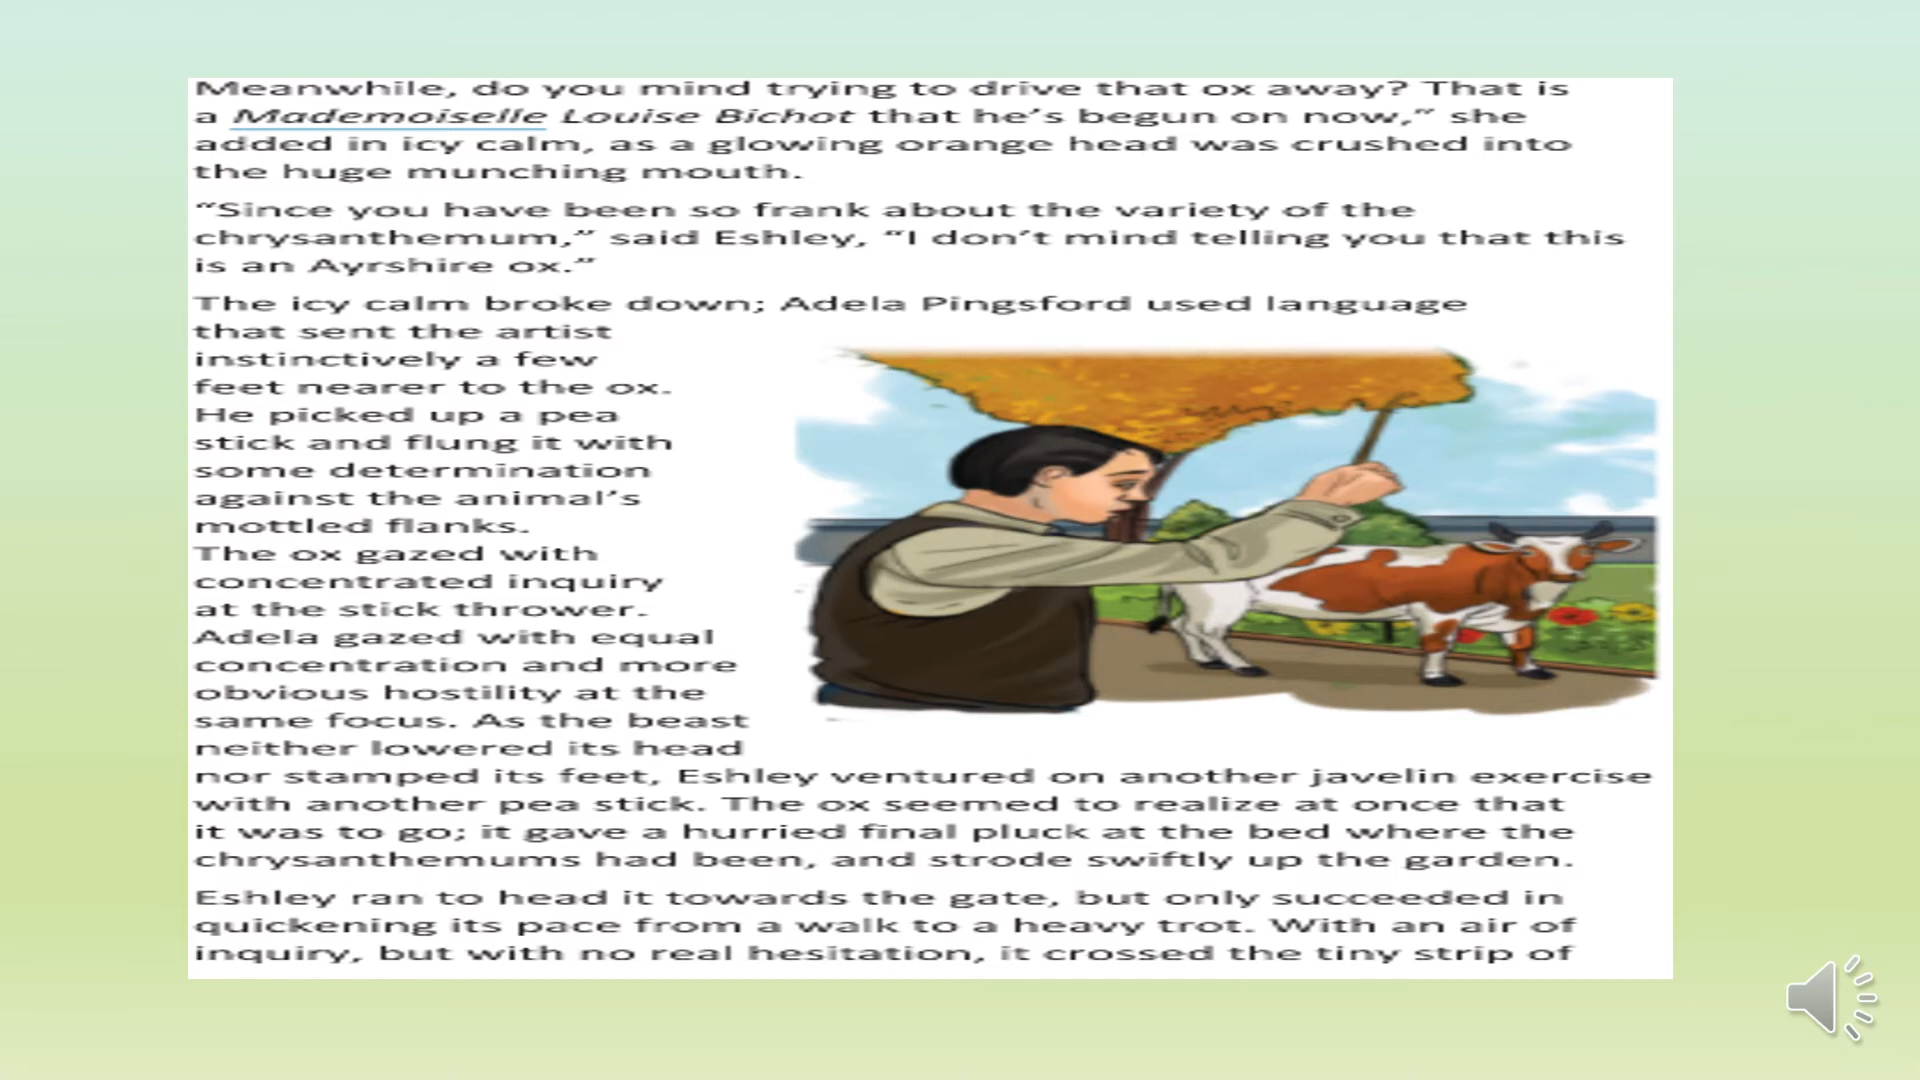 Meanwhile, do you mind trying to drive that ox away? That is
a Mademoiselle Louise Bichot that he’s begun on now,” she
added in icy calm, as a glowing orange head was crushed into
the huge munching mouth.
“Since you have been so frank about the variety of the
chrysanthemum,” said Eshley, “I don’t mind telling you that this
is an Ayrshire ox.”
The icy calm broke down; Adela Pingsford used language
that sent the artist
instinctively a few
feet nearer to the ox.
He picked up a pea
stick and flung it with
some determination
against the animal’s
mottled flanks.
The ox gazed with
concentrated inquiry
at the stick thrower.
Adela gazed with equal
concentration and more
obvious hostility at the
same focus. As the beast
neither lowered its head
nor stamped its feet, Eshley ventured on another javelin exercise
with another pea stick. The ox seemed to realize at once that
it was to go; it gave a hurried final pluck at the bed where the
chrysanthemums had been, and strode swiftly up the garden.
Eshley ran to head it towards the gate, but only succeeded in
quickening its pace from a walk to a heavy trot. With an air of
inquiry, but with no real hesitation, it crossed the tiny strip of